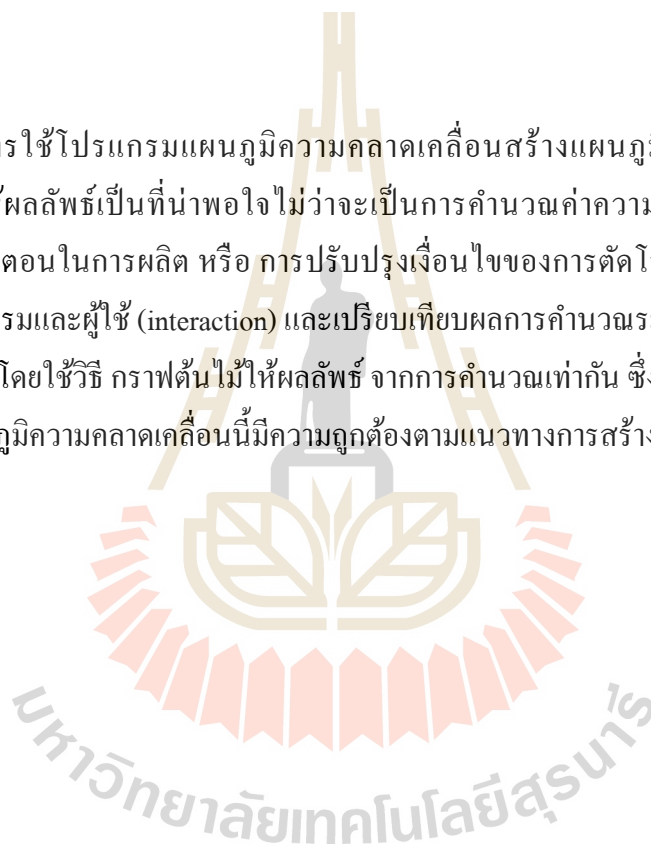 รใช้โปรแกรมแผนภูมิความคลาดเคลื่อนสร้างแผนภูมิ
ผลลัพธ์เป็นที่น่าพอใจไม่ว่าจะเป็นการคำนวณค่าความ
ตอนในการผลิต หรือ การปรับปรุงเงื่อนไขของการตัด
รมและผู้ใช้ (interaction) และเปรียบเทียบผลการคำนวณ
โดยใช้วิธี กราฟต้นไม้ให้ผลลัพธ์ จากการคำนวณเท่ากัน ซึ่ง
ภูมิความคลาดเคลื่อนนี้มีความถูกต้องตามแนวทางการสร้าง
มหาวิทยาลัยเทคโนโลยีสุรนารี